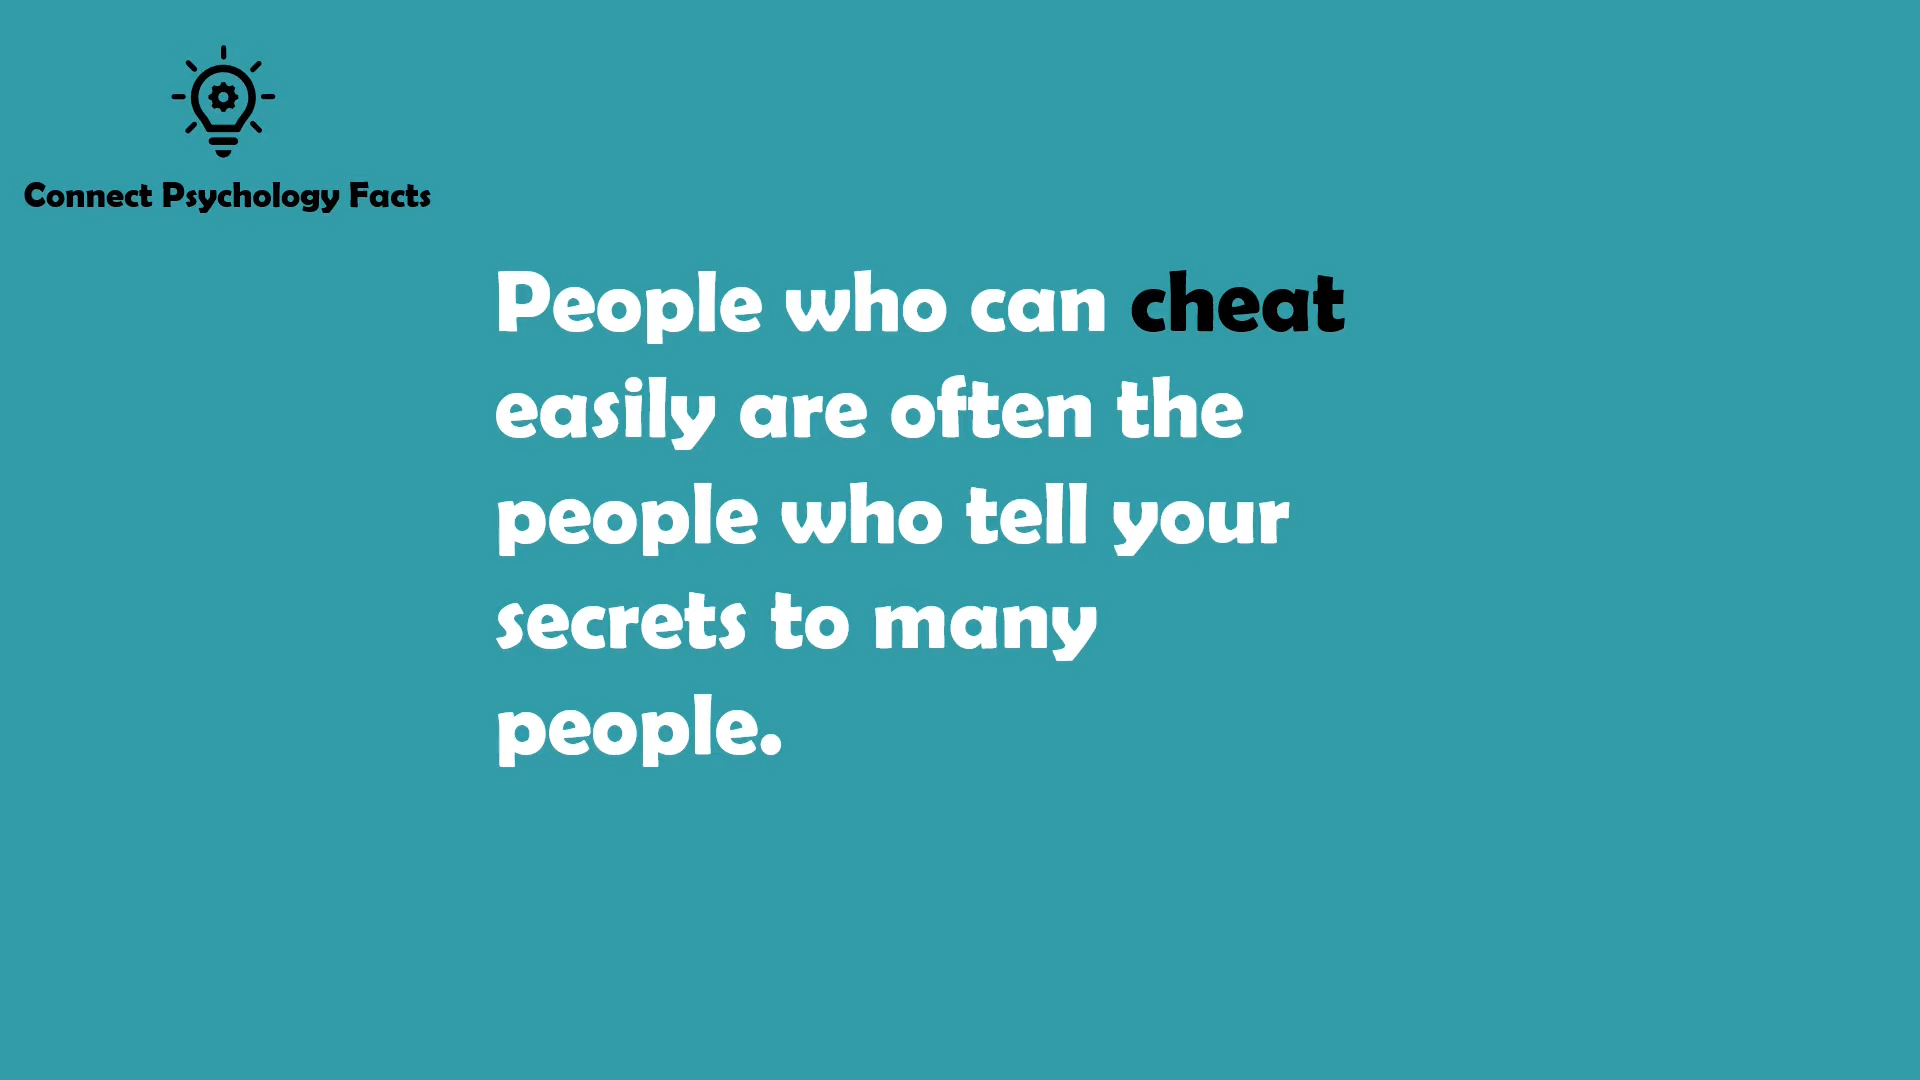 Connect Psychology Facts
People who can cheat
easily are often the
people who tell your
secrets to many
people.